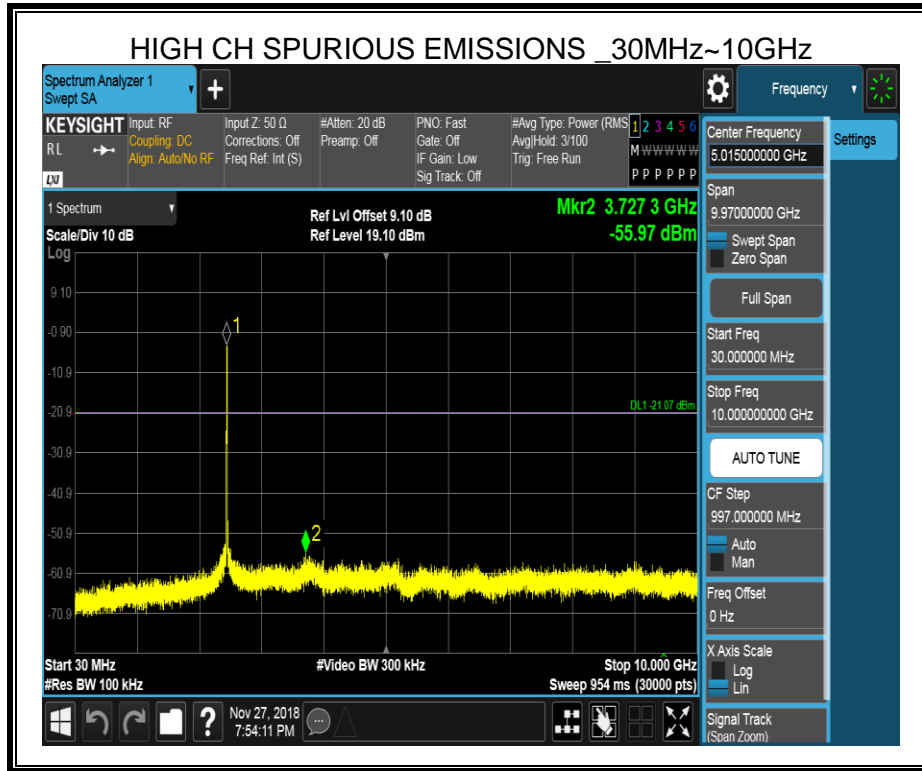 HIGH CH SPURIOUS EMISSIONS _30MHz~10GHz
Spectrum Analyzer 1
Swept SA
+
Frequency
KEYSIGHT
RL
LXI
Input: RF
Coupling: DC
Align: Auto/No RF
Input Z: 50 Ω
Corrections: Off
Freq Ref: Int (S)
#Atten: 20 dB
Preamp: Off
PNO: Fast
Gate: Off
IF Gain: Low
Sig Track: Off
#Avg Type: Power (RMS
Avg|Hold: 3/100
Trig: Free Run
1 2 3 4 5 6
M W W W W W
P P P P P P
Center Frequency
5.015000000 GHz
Settings
1 Spectrum
Scale/Div 10 dB
Ref Lvl Offset 9.10 dB
Ref Level 19.10 dBm
Mkr2 3.727 3 GHz
-55.97 dBm
Log
9.10
-0.90
-10.9
-20.9
-30.9
-40.9
-50.9
-60.9
-70.9
1
DL1 -21.07 dBm
2
Start 30 MHz
#Res BW 100 kHz
#Video BW 300 kHz
Stop 10.000 GHz
Sweep 954 ms (30000 pts)
Span
9.97000000 GHz
Swept Span
Zero Span
Full Span
Start Freq
30.000000 MHz
Stop Freq
10.000000000 GHz
AUTO TUNE
CF Step
997.000000 MHz
Auto
Man
Freq Offset
0 Hz
X Axis Scale
Log
Lin
Signal Track
(Span Zoom)
?
Nov 27, 2018
7:54:11 PM